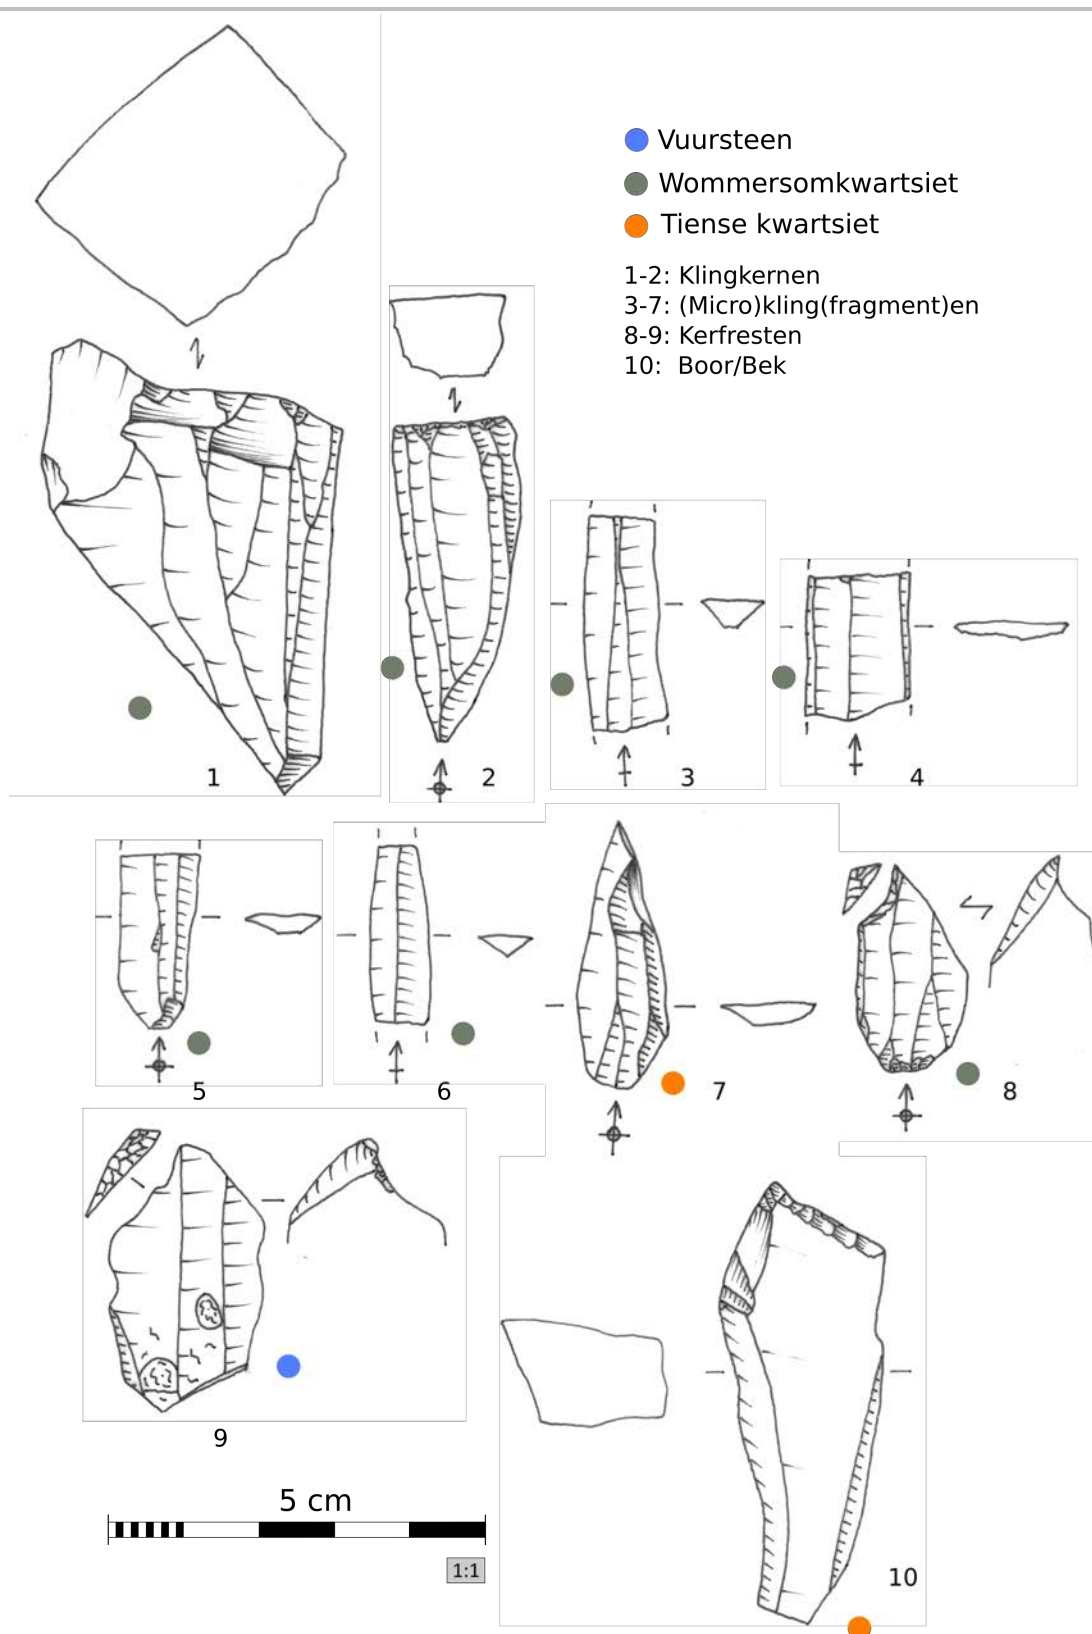 Vuursteen
Wommersomkwartsiet
Tiense kwartsiet
1-2: Klingkernen
3-7: (Micro)kling(fragment)en
8-9: Kerfresten
10: Boor/Bek
1
2
3
4
5
6
7
8
9
5 cm
1:1
10